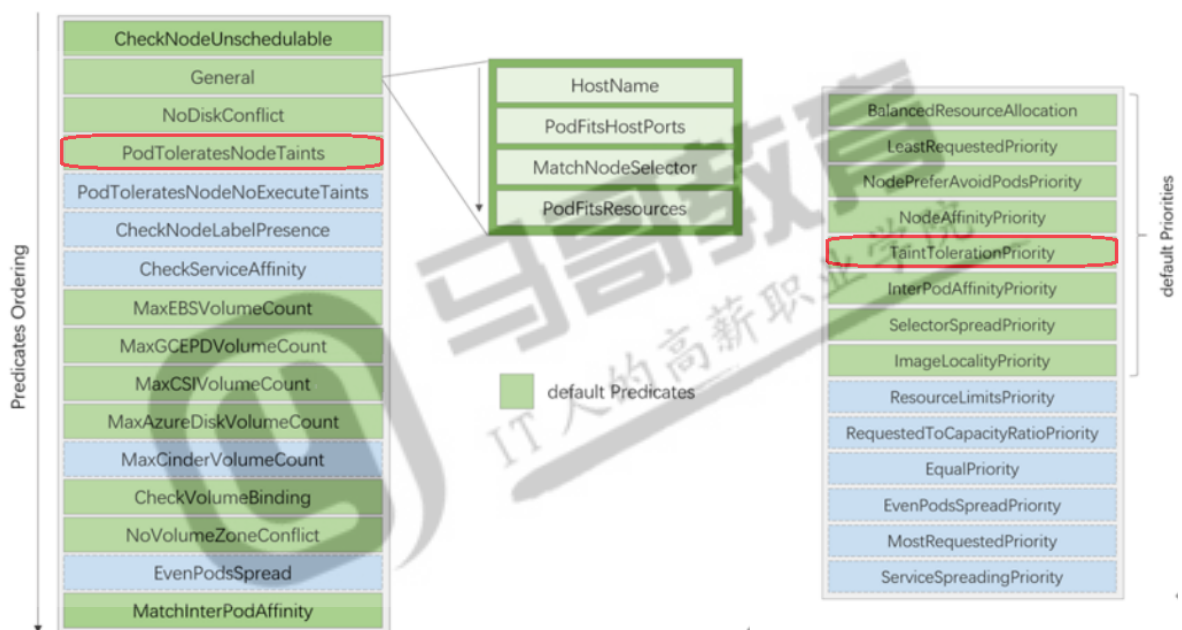 Predicates Ordering
CheckNodeUnschedulable
General
NoDiskConflict
PodToleratesNodeTaints
PodToleratesNodeNoExecuteTaints
CheckNodeLabelPresence
CheckServiceAffinity
MaxEBSVolumeCount
MaxGCEPDVolumeCount
MaxCSIVolumeCount
MaxAzureDiskVolumeCount
MaxCinderVolumeCount
CheckVolumeBinding
NoVolumeZoneConflict
EvenPodsSpread
MatchInterPodAffinity
HostName
PodFitsHostPorts
MatchNodeSelector
PodFitsResources
default Predicates
BalancedResourceAllocation
LeastRequestedPriority
NodePreferAvoidPodsPriority
NodeAffinityPriority
TaintTolerationPriority
InterPodAffinityPriority
SelectorSpreadPriority
ImageLocalityPriority
ResourceLimitsPriority
RequestedToCapacityRatioPriority
EqualPriority
EvenPodsSpreadPriority
MostRequestedPriority
ServiceSpreadingPriority
default Priorities
马哥教育
IT人的高薪职业学院